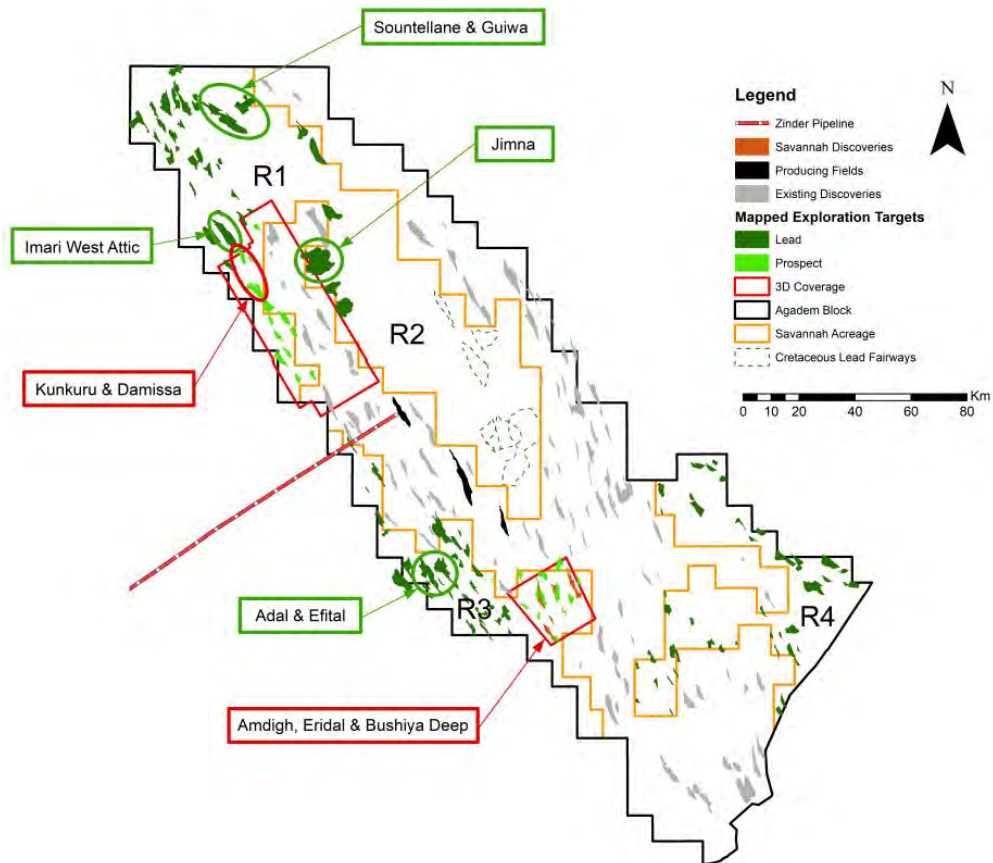 Sountellane & Guiwa
Jimna
R1
Imari West Attic
R2
Kunkuru & Damissa
Adal & Efital
R3
R4
Amdigh, Eridal & Bushiya Deep
Legend
Zinder Pipeline
Savannah Discoveries
Producing Fields
Existing Discoveries
Mapped Exploration Targets
Lead
Prospect
3D Coverage
Agadem Block
Savannah Acreage
Cretaceous Lead Fairways
N
Km
0 10 20 40 60 80